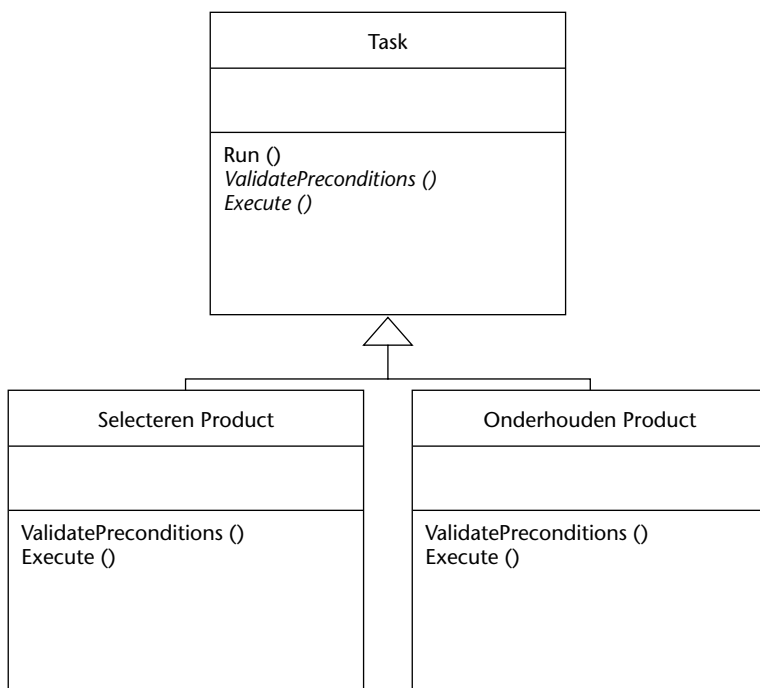 Task
Run ()
ValidatePreconditions ()
Execute ()
Selecteren Product
ValidatePreconditions ()
Execute ()
Onderhouden Product
ValidatePreconditions ()
Execute ()